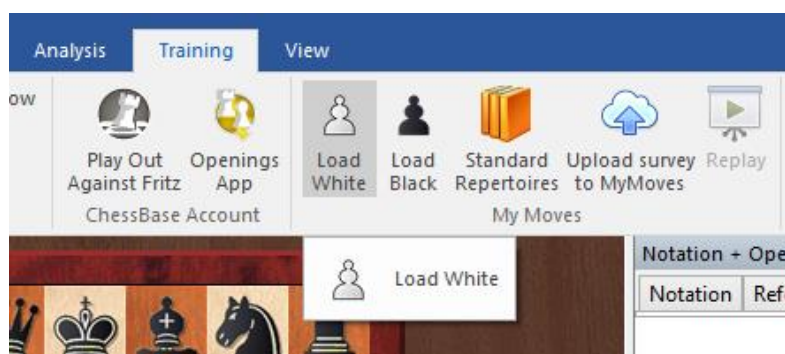 Analysis Training View
ow
Play Out Against Fritz
Openings App
Load White
Load Black
Standard Repertoires
Upload survey to MyMoves
Replay
ChessBase Account
My Moves
Load White
Notation + Ope
Notation Ref